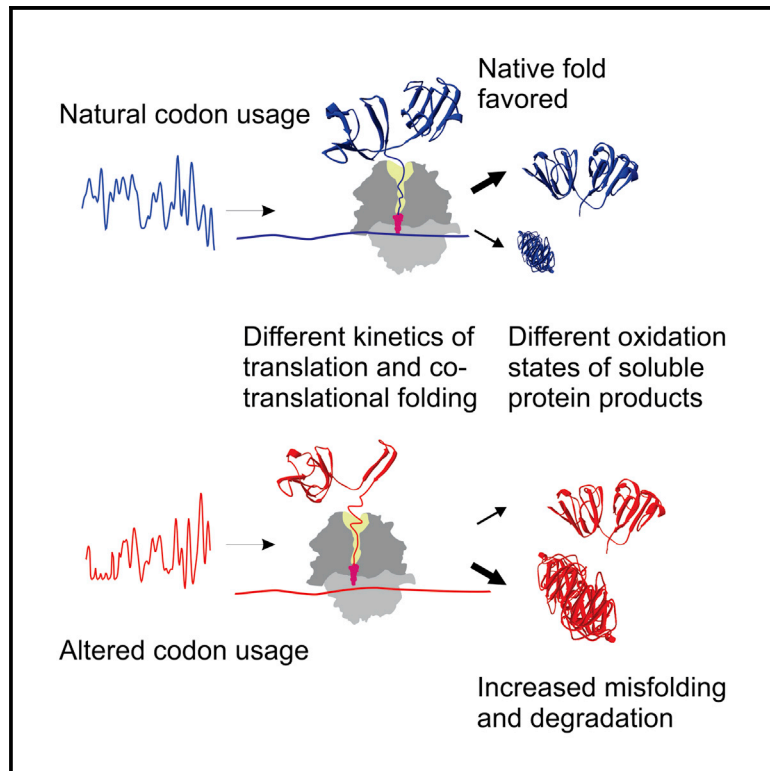 Natural codon usage
Native fold
favored
Different kinetics of
translation and co-
translational folding
Different oxidation
states of soluble
protein products
Altered codon usage
Increased misfolding
and degradation